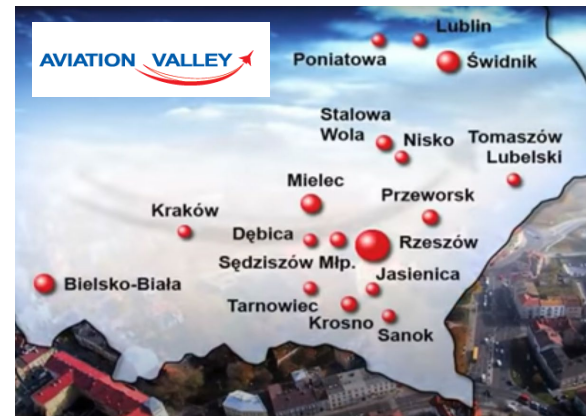 AVIATION VALLEY
Lublin
Poniatowa
Świdnik
Stalowa
Wola
Nisko
Tomaszów
Lubelski
Mielec
Przeworsk
Kraków
Dębica
Rzeszów
Sędziszów Młp.
Jasienica
Bielsko-Biała
Tarnowiec
Krosno
Sanok